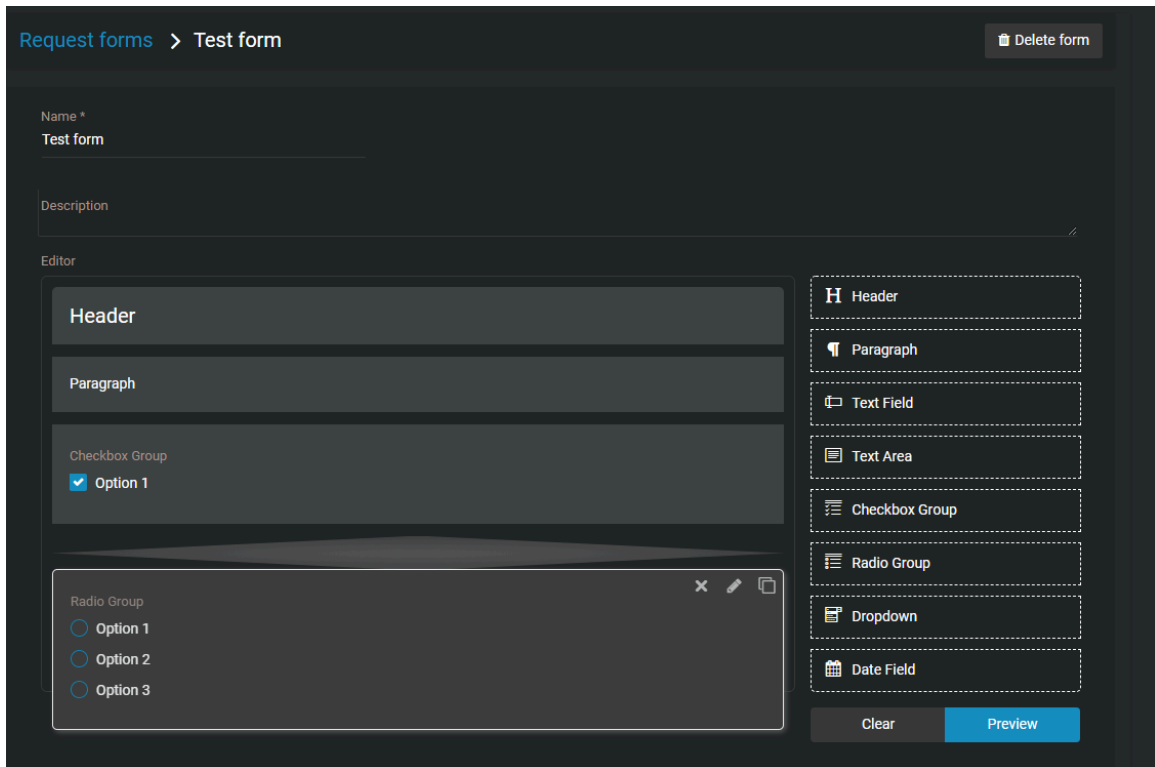 Request forms > Test form
Delete form
Name *
Test form
Description
Editor
Header
Paragraph
Checkbox Group
Option 1
Radio Group
Option 1
Option 2
Option 3
H Header
¶ Paragraph
Text Field
Text Area
Checkbox Group
Radio Group
Dropdown
Date Field
Clear
Preview